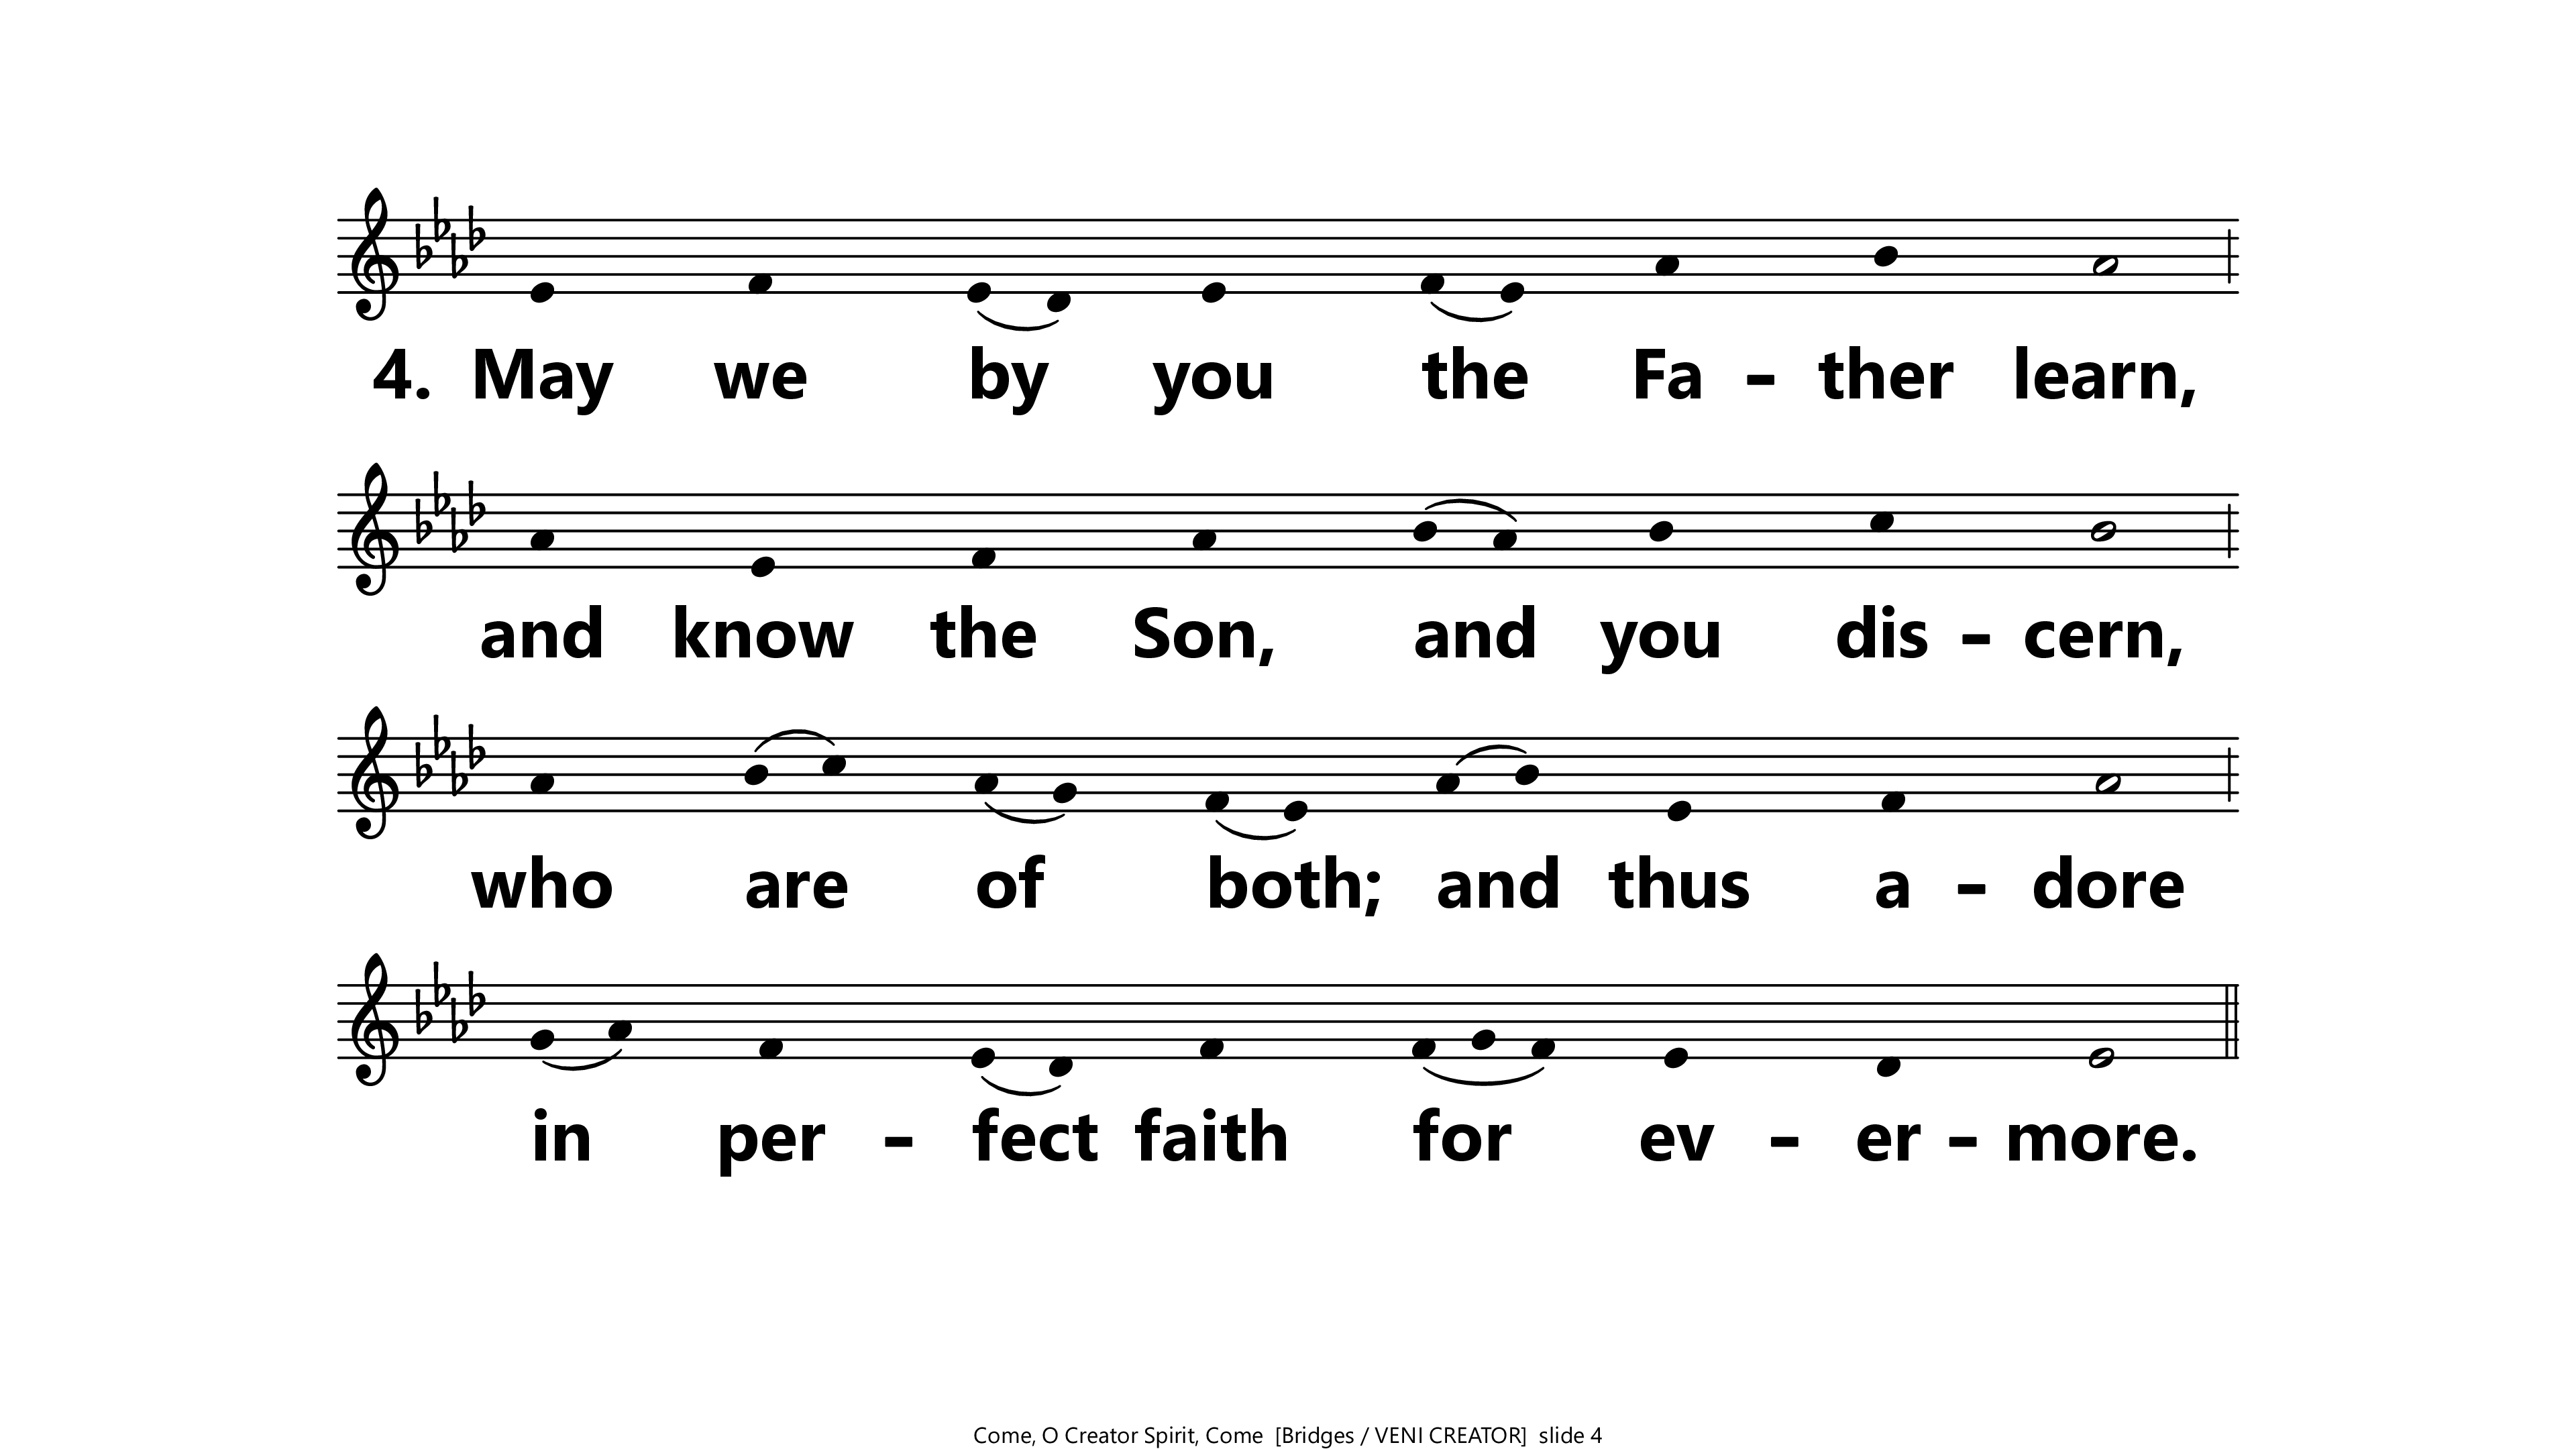 4. May we by you the Fa - ther learn,
and know the Son, and you dis - cern,
who are of both; and thus a - dore
in per - fect faith for ev - er - more.
Come, O Creator Spirit, Come [Bridges / VENI CREATOR] slide 4